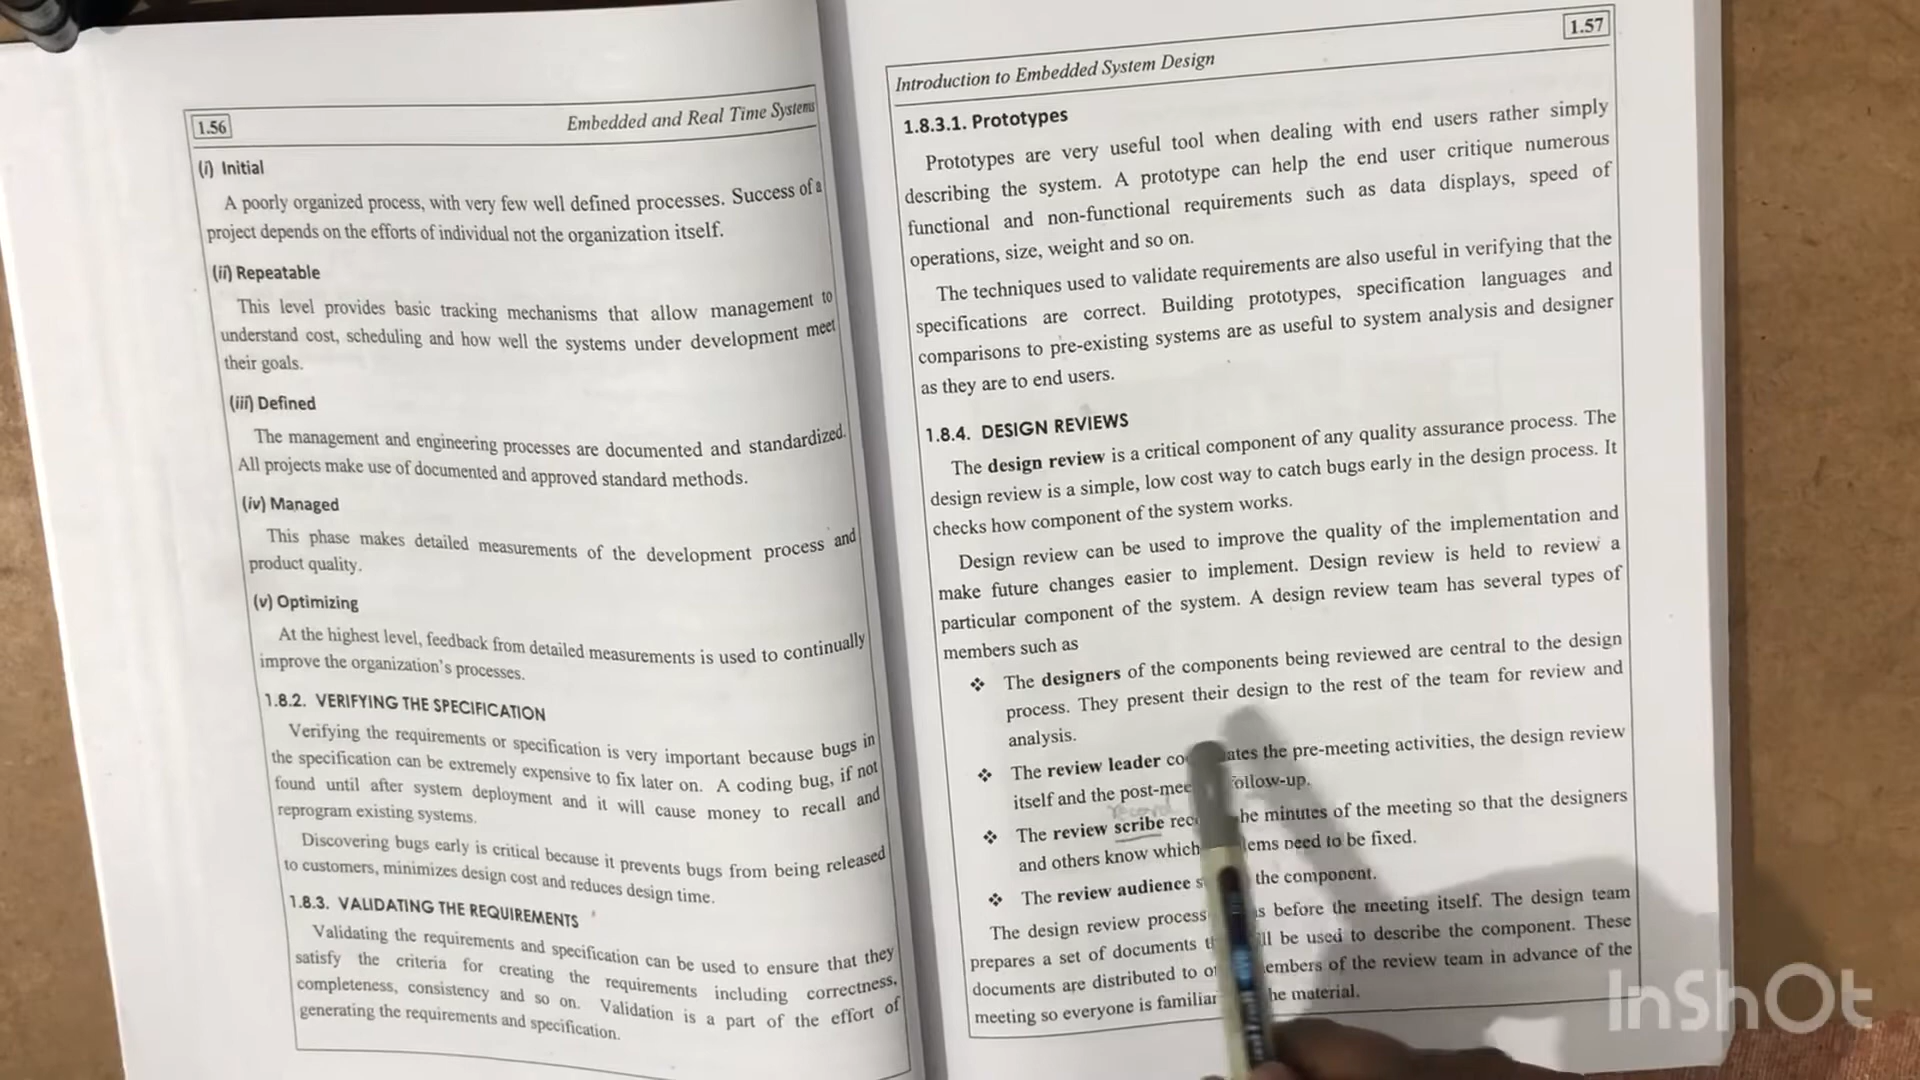 1.56
Embedded and Real Time Systems
(i) Initial
A poorly organized process, with very few well defined processes. Success of a
project depends on the efforts of individual not the organization itself.
(ii) Repeatable
This level provides basic tracking mechanisms that allow management to
understand cost, scheduling and how well the systems under development meet
their goals.
(iii) Defined
The management and engineering processes are documented and standardized.
All projects make use of documented and approved standard methods.
(iv) Managed
This phase makes detailed measurements of the development process and
product quality.
(v) Optimizing
At the highest level, feedback from detailed measurements is used to continually
improve the organization's processes.
1.8.2. VERIFYING THE SPECIFICATION
Verifying the requirements or specification is very important because bugs in
the specification can be extremely expensive to fix later on. A coding bug, if not
found until after system deployment and it will cause money to recall and
reprogram existing systems.
Discovering bugs early is critical because it prevents bugs from being released
to customers, minimizes design cost and reduces design time.
1.8.3. VALIDATING THE REQUIREMENTS
Validating the requirements and specification can be used to ensure that they
satisfy the criteria for creating the requirements including correctness,
completeness, consistency and so on. Validation is a part of the effort of
generating the requirements and specification.
Introduction to Embedded System Design
1.57
1.8.3.1. Prototypes
Prototypes are very useful tool when dealing with end users rather simply
describing the system. A prototype can help the end user critique numerous
functional and non-functional requirements such as data displays, speed of
operations, size, weight and so on.
The techniques used to validate requirements are also useful in verifying that the
specifications are correct. Building prototypes, specification languages and
comparisons to pre-existing systems are as useful to system analysis and designer
as they are to end users.
1.8.4. DESIGN REVIEWS
The design review is a critical component of any quality assurance process. The
design review is a simple, low cost way to catch bugs early in the design process. It
checks how component of the system works.
Design review can be used to improve the quality of the implementation and
make future changes easier to implement. Design review is held to review a
particular component of the system. A design review team has several types of
members such as
❖ The designers of the components being reviewed are central to the design
process. They present their design to the rest of the team for review and
analysis.
❖ The review leader the pre-meeting activities, the design review
itself and the follow-up.
record
❖ The review scribe the minutes of the meeting so that the designers
and others know which need to be fixed.
❖ The review audience the component.
The design review process before the meeting itself. The design team
prepares a set of documents be used to describe the component. These
documents are distributed to members of the review team in advance of the
meeting so everyone is familiar the material.
InShOt